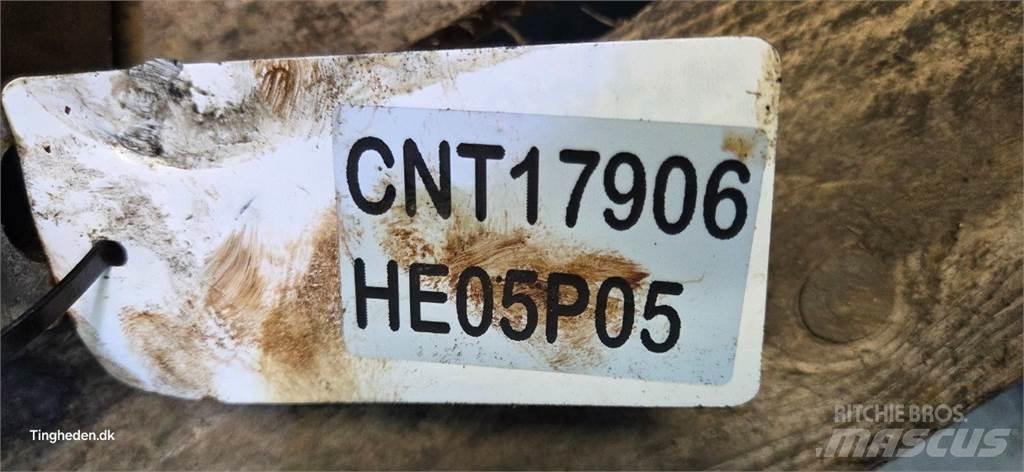 CNT17906
HE05P05
Tingheden.dk
RITCHIE BROS.
MASCUS